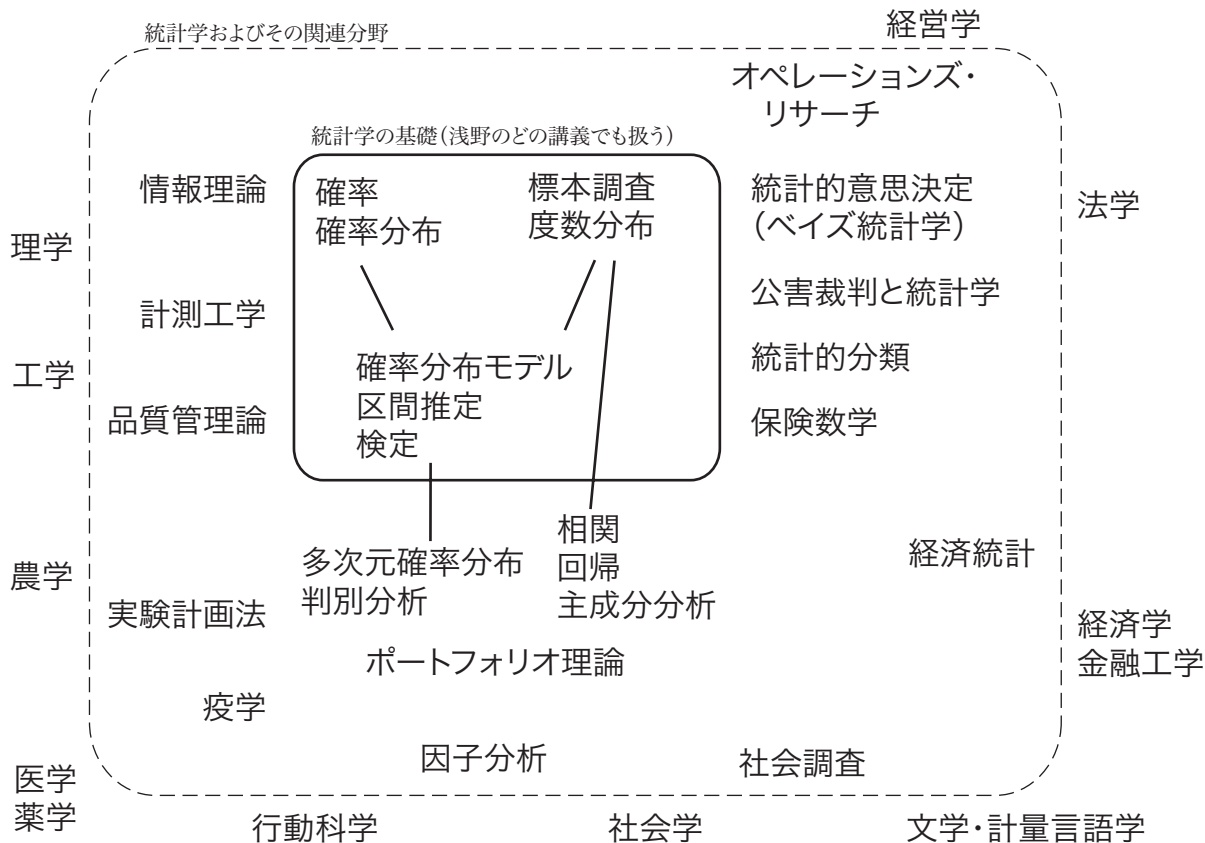 経営学
統計学およびその関連分野
オペレーションズ・
リサーチ
統計学の基礎(浅野のどの講義でも扱う)
情報理論
確率
確率分布
標本調査
度数分布
統計的意思決定
(ベイズ統計学)
法学
理学
計測工学
公害裁判と統計学
工学
確率分布モデル
区間推定
検定
統計的分類
品質管理論
保険数学
農学
多次元確率分布
判別分析
相関
回帰
主成分分析
経済統計
実験計画法
経済学
金融工学
ポートフォリオ理論
疫学
因子分析
社会調査
医学
薬学
行動科学
社会学
文学・計量言語学